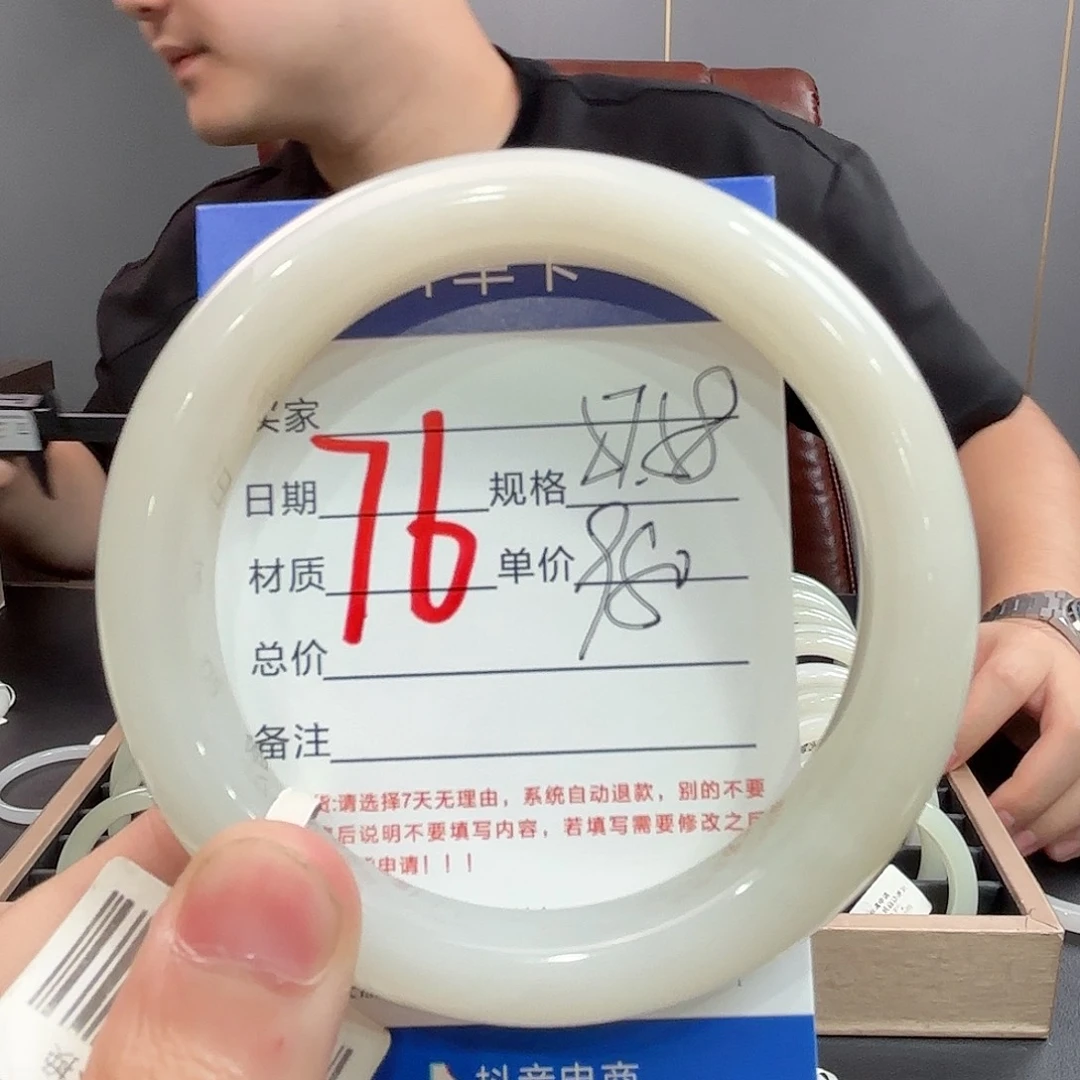 买家
日期 76 规格 57.8
材质 单价
总价
备注
货:请选择7天无理由，系统自动退款，别的不要
后说明不要填写内容，若填写需要修改之后
申请！！！
抖音电商